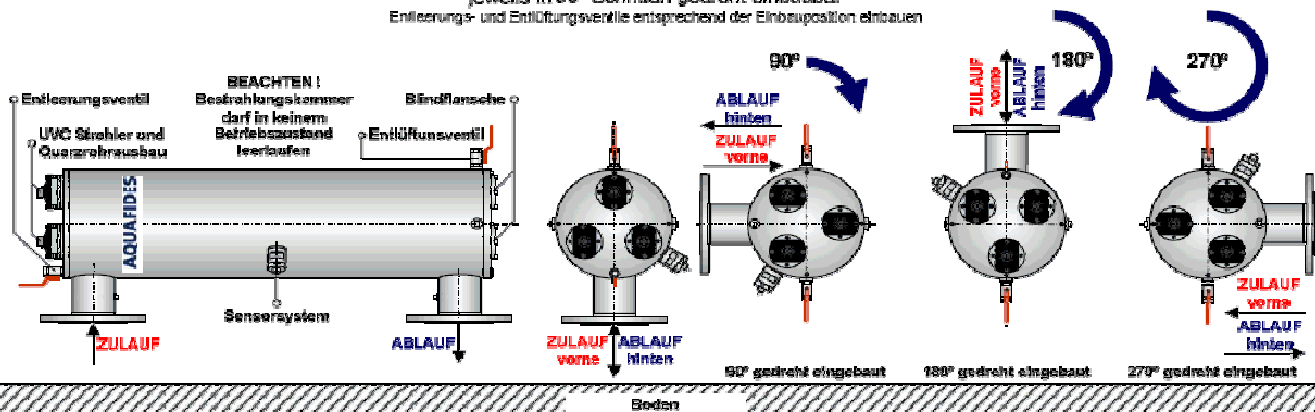 Entleerungs- und Entlüftungsventile entsprechend der Einbauposition einbauen
BEACHTEN !
Bestrahlungskammer
darf in keinem
Betriebszustand
leerlaufen
Entleerungsventil
UVC Strahler und
Quarzrohrausbau
Blindflansche
Entlüftunsventil
AQUAFIDES
Sensorsystem
ZULAUF
ABLAUF
ZULAUF
vorne
ABLAUF
hinten
90°
ABLAUF
hinten
ZULAUF
vorne
90° gedreht eingebaut
180°
ZULAUF
vorne
ABLAUF
hinten
180° gedreht eingebaut
270°
ZULAUF
vorne
ABLAUF
hinten
270° gedreht eingebaut
Boden